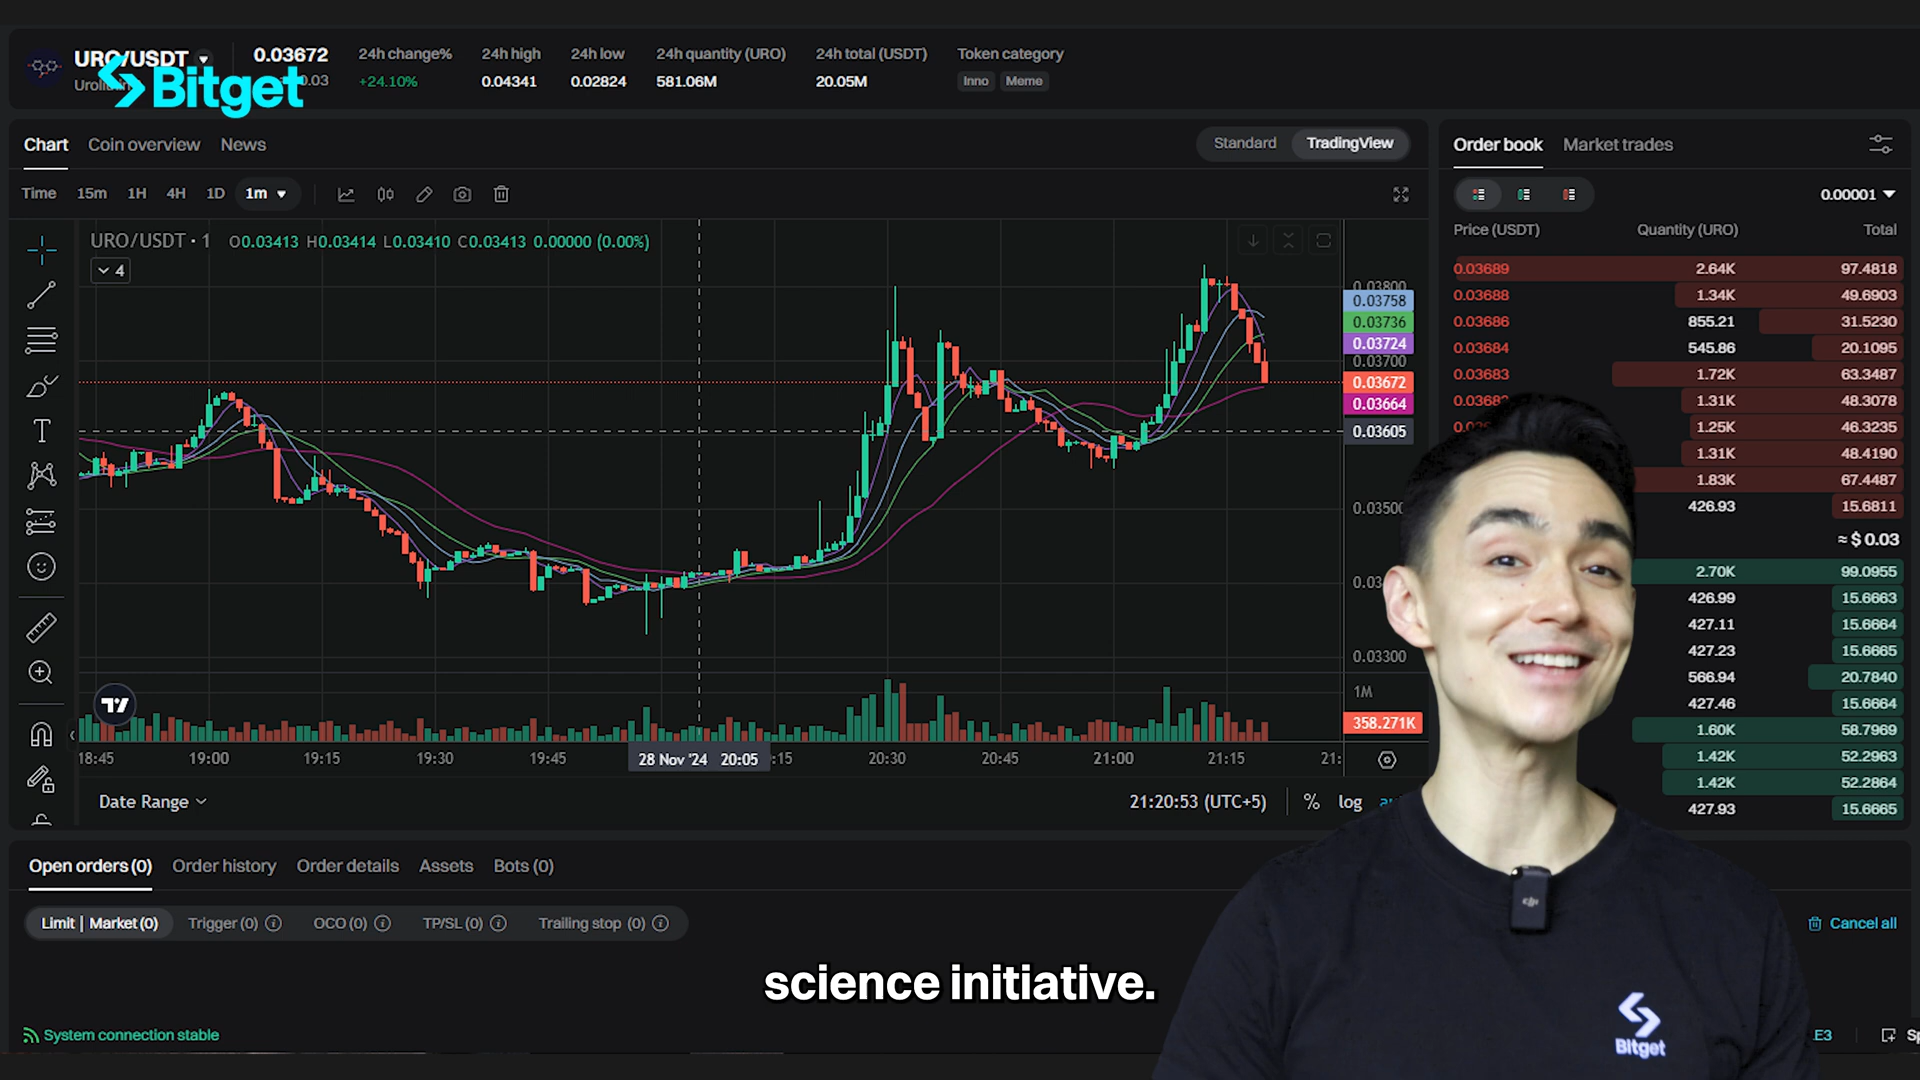 URO/USDT
0.03672
24h change%
24h high
24h low
24h quantity (URO)
24h total (USDT)
Token category
Bitget
0.03
+24.10%
0.04341
0.02824
581.06M
20.05M
Inno
Meme
Chart
Coin overview
News
Standard
TradingView
Order book
Market trades
Time
15m
1H
4H
1D
1m
0.00001
Price (USDT)
Quantity (URO)
Total
URO/USDT · 1 O0.03413 H0.03414 L0.03410 C0.03413 0.00000 (0.00%)
4
0.03800
0.03758
0.03736
0.03724
0.03700
0.03672
0.03664
0.03605
0.03500
0.03300
1M
358.271K
0.03689 2.64K 97.4818
0.03688 1.34K 49.6903
0.03686 855.21 31.5230
0.03684 545.86 20.1095
0.03683 1.72K 63.3487
1.31K 48.3078
1.25K 46.3235
1.31K 48.4190
1.83K 67.4487
426.93 15.6811
≈ $ 0.03
2.70K 99.0955
426.99 15.6663
427.11 15.6664
427.23 15.6665
566.94 20.7840
427.46 15.6664
1.60K 58.7969
1.42K 52.2963
1.42K 52.2864
427.93 15.6665
18:45
19:00
19:15
19:30
19:45
28 Nov '24 20:05
:15
20:30
20:45
21:00
21:15
21:
Date Range
21:20:53 (UTC+5)
%
log
Open orders (0)
Order history
Order details
Assets
Bots (0)
Limit | Market (0)
Trigger (0)
OCO (0)
TP/SL (0)
Trailing stop (0)
Cancel all
science initiative.
System connection stable
Bitget
E3
dji